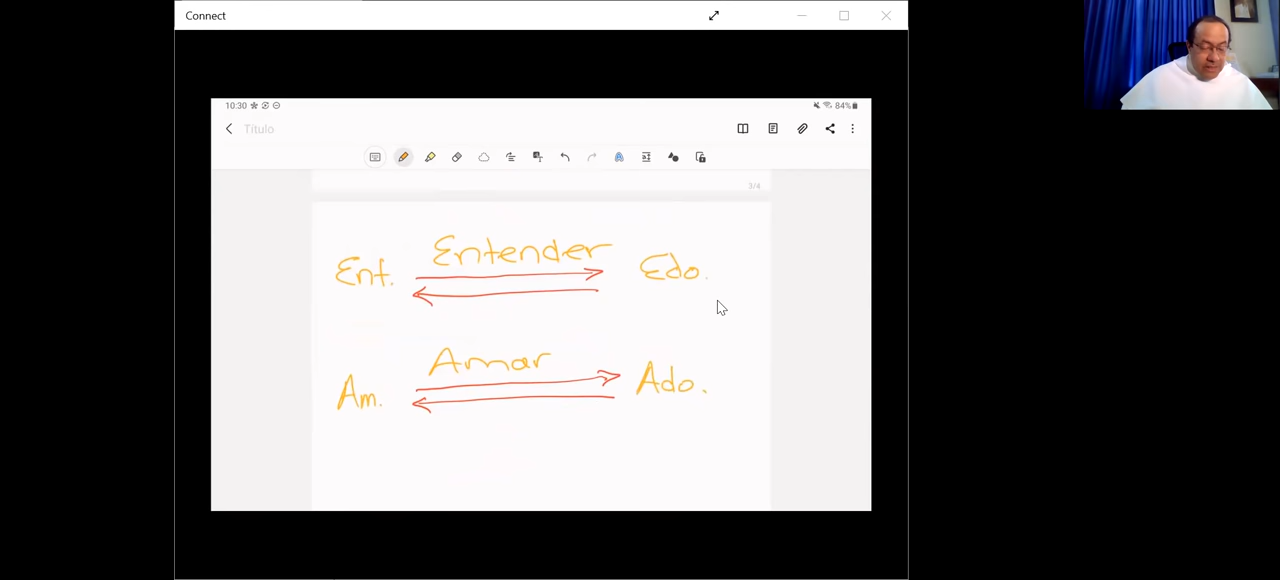 Connect
10:30 84%
Título
3/4
Entender
Ent. Edo.
Amar
Am. Ado.